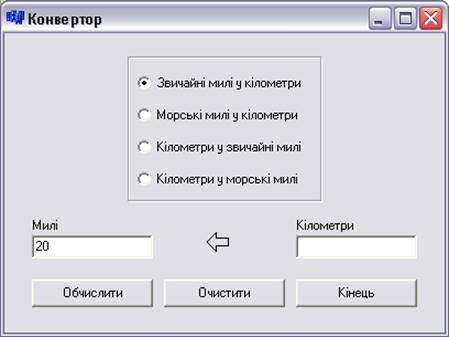 Конвертор
Звичайні милі у кілометри
Морські милі у кілометри
Кілометри у звичайні милі
Кілометри у морські милі
Милі
Кілометри
20
Обчислити
Очистити
Кінець